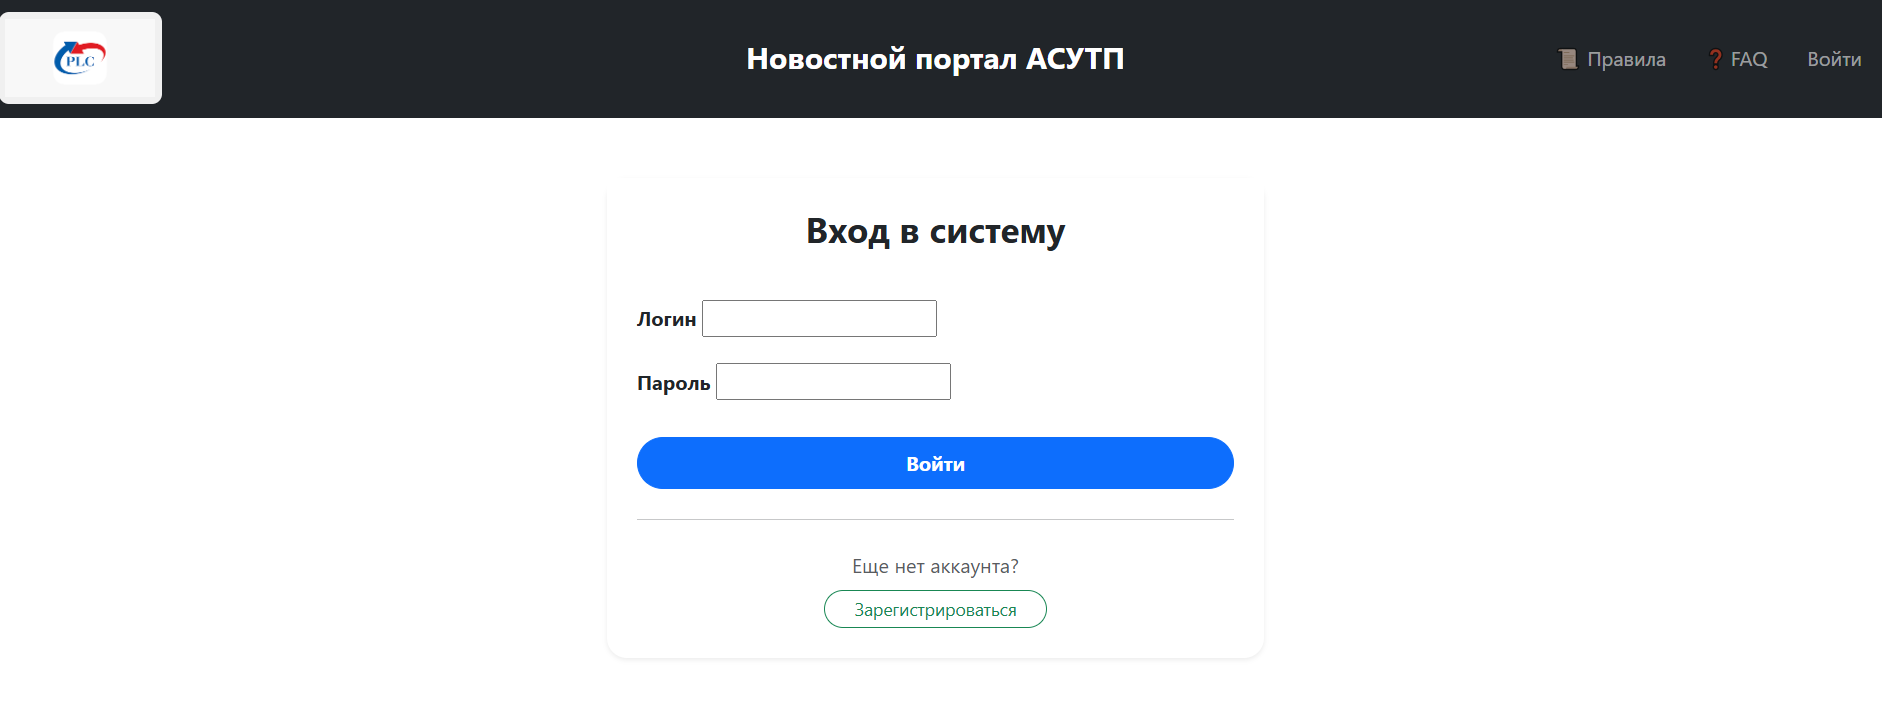 PLC
Новостной портал АСУТП
Правила
❓ FAQ
Войти
Вход в систему
Логин
Пароль
Войти
Еще нет аккаунта?
Зарегистрироваться